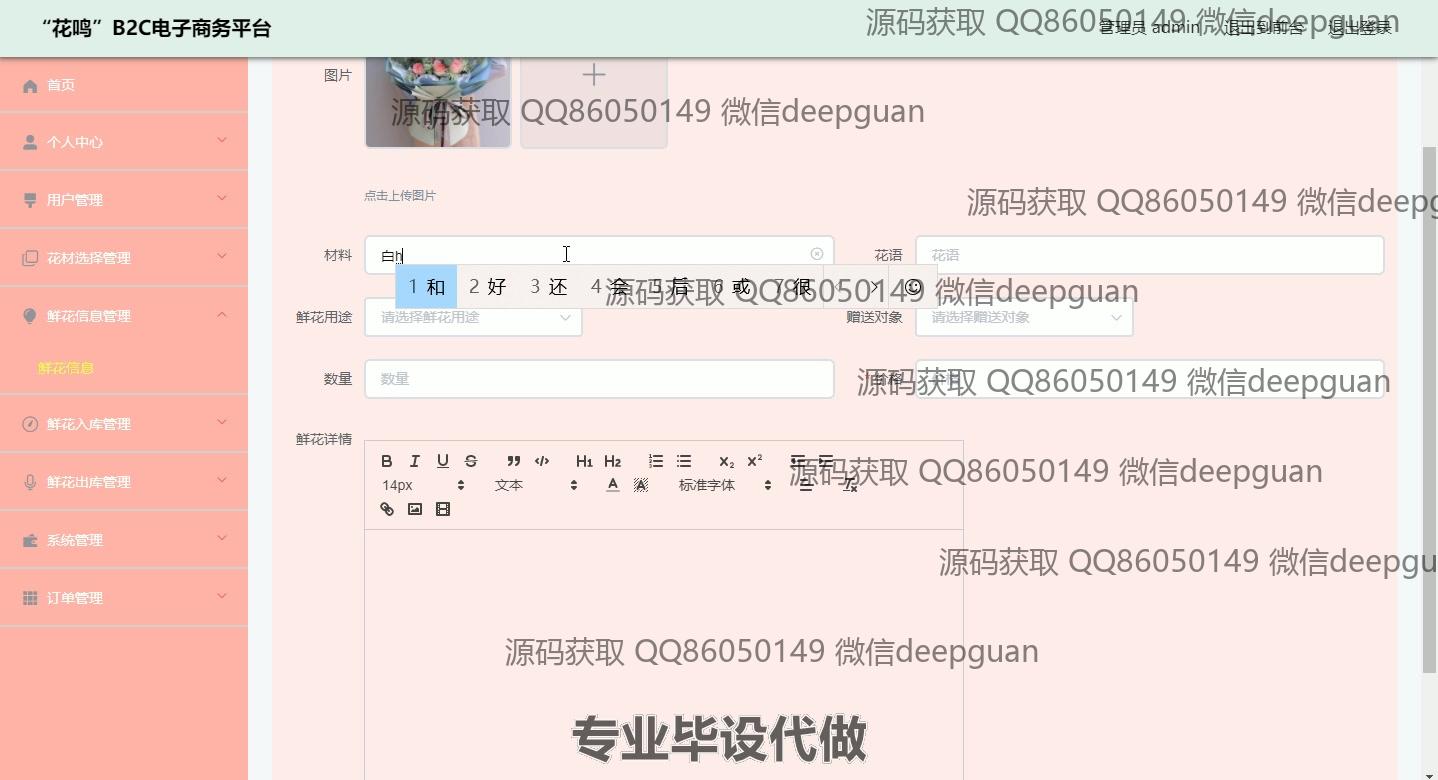 “花鸣”B2C电子商务平台
管理员 admin
退出到前台
退出登录
源码获取 QQ86050149 微信deepguan
首页
个人中心
用户管理
花材选择管理
鲜花信息管理
鲜花信息
鲜花入库管理
鲜花出库管理
系统管理
订单管理
图片
源码获取 QQ86050149 微信deepguan
点击上传图片
源码获取 QQ86050149 微信deepg
材料 白h
花语 花语
1 和 2 好 3 还 4 会 5 后 6 或 7 很
源码获取 QQ86050149 微信deepguan
鲜花用途 请选择鲜花用途
赠送对象 请选择赠送对象
数量 数量
价格
源码获取 QQ86050149 微信deepguan
鲜花详情
B I U S H1 H2 X2 X2
14px 文本 A A 标准字体 Tx
源码获取 QQ86050149 微信deepguan
源码获取 QQ86050149 微信deepgu
源码获取 QQ86050149 微信deepguan
专业毕设代做